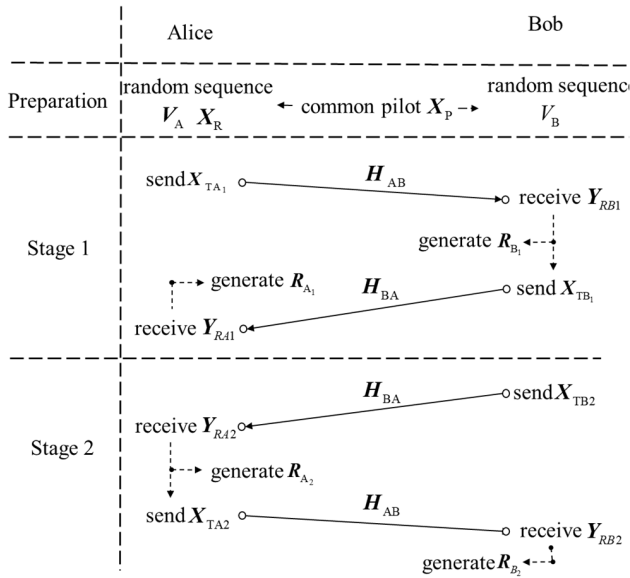 Alice Bob
Preparation random sequence V_A X_R common pilot X_P random sequence V_B
send X_TA₁ H_AB receive Y_RB1
generate R_B₁
Stage 1
generate R_A₁ H_BA send X_TB₁
receive Y_RA1
H_BA send X_TB2
receive Y_RA2
Stage 2
generate R_A₂
send X_TA2 H_AB receive Y_RB2
generate R_B₂